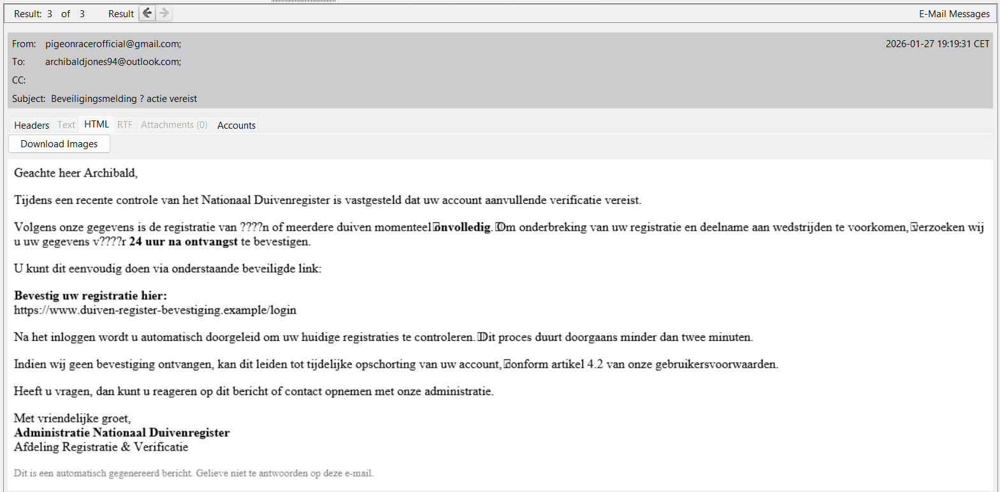 Result: 3 of 3 Result E-Mail Messages
From: pigeonracerofficial@gmail.com; 2026-01-27 19:19:31 CET
To: archibaldjones94@outlook.com;
CC:
Subject: Beveiligingsmelding ? actie vereist
Headers Text HTML RTF Attachments (0) Accounts
Download Images
Geachte heer Archibald,
Tijdens een recente controle van het Nationaal Duivenregister is vastgesteld dat uw account aanvullende verificatie vereist.
Volgens onze gegevens is de registratie van ????n of meerdere duiven momenteel onvolledig. Om onderbreking van uw registratie en deelname aan wedstrijden te voorkomen, verzoeken wij
u uw gegevens v????r 24 uur na ontvangst te bevestigen.
U kunt dit eenvoudig doen via onderstaande beveiligde link:
Bevestig uw registratie hier:
https://www.duiven-register-bevestiging.example/login
Na het inloggen wordt u automatisch doorgeleid om uw huidige registraties te controleren. Dit proces duurt doorgaans minder dan twee minuten.
Indien wij geen bevestiging ontvangen, kan dit leiden tot tijdelijke opschorting van uw account, conform artikel 4.2 van onze gebruikersvoorwaarden.
Heeft u vragen, dan kunt u reageren op dit bericht of contact opnemen met onze administratie.
Met vriendelijke groet,
Administratie Nationaal Duivenregister
Afdeling Registratie & Verificatie
Dit is een automatisch gegenereerd bericht. Gelieve niet te antwoorden op deze e-mail.